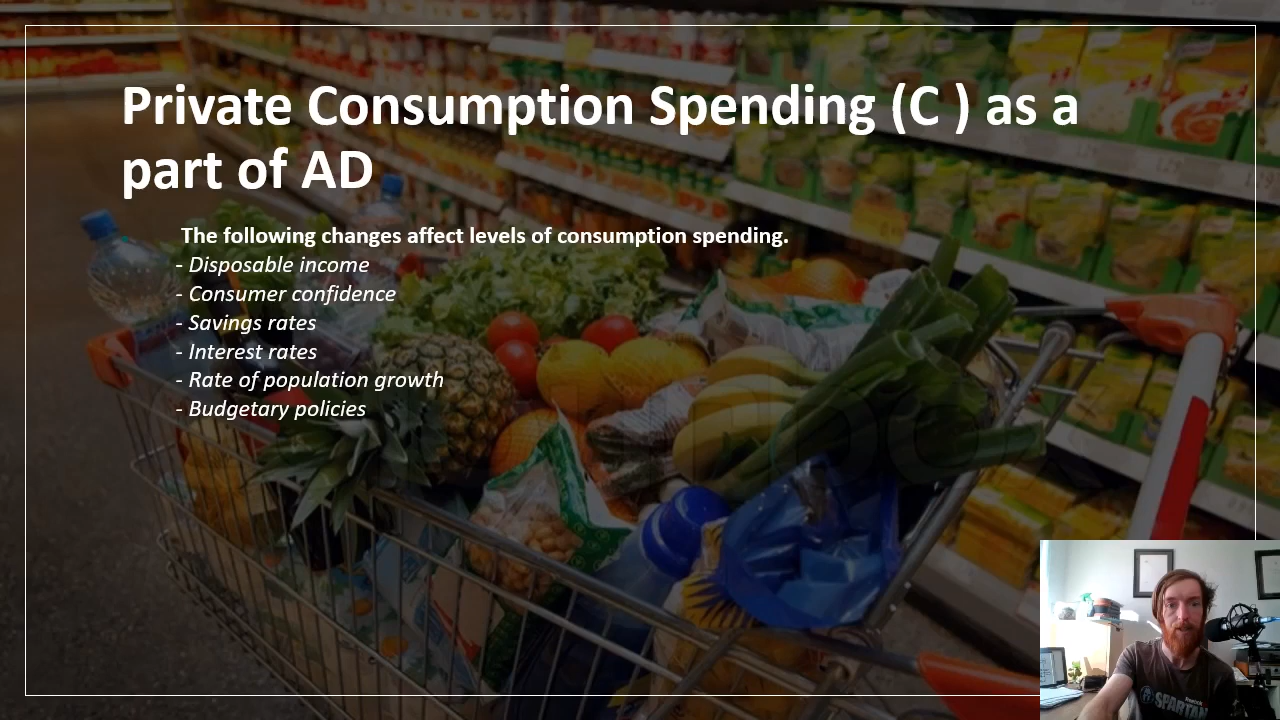 Private Consumption Spending (C ) as a
part of AD
The following changes affect levels of consumption spending.
- Disposable income
- Consumer confidence
- Savings rates
- Interest rates
- Rate of population growth
- Budgetary policies
SPARTAN